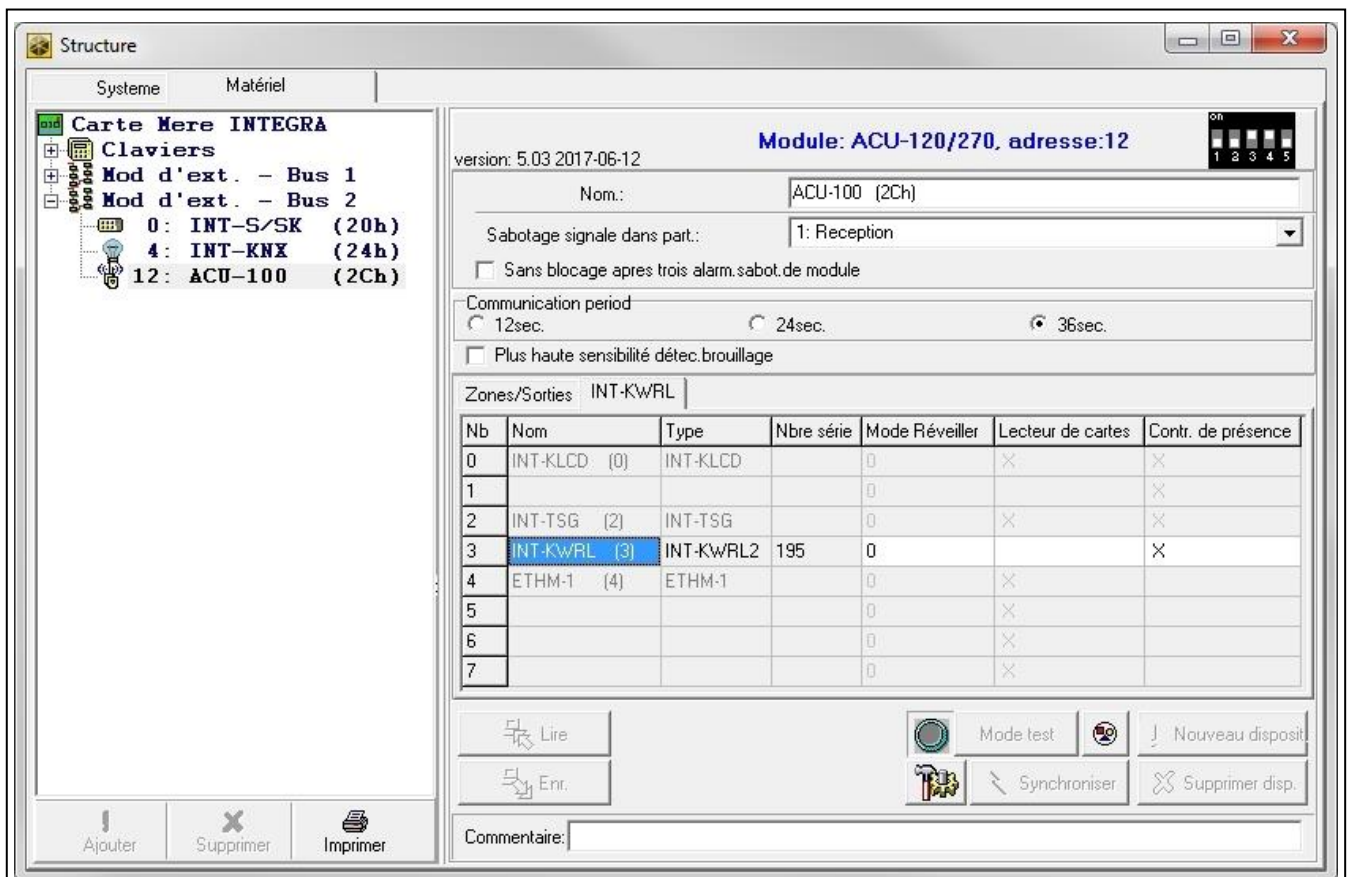 Structure
Systeme Matériel
Carte Mere INTEGRA
Claviers
Mod d'ext. - Bus 1
Mod d'ext. - Bus 2
0: INT-S/SK (20h)
4: INT-KNX (24h)
12: ACU-100 (2Ch)
Ajouter Supprimer Imprimer
version: 5.03 2017-06-12 Module: ACU-120/270, adresse:12
on
1 2 3 4 5
Nom.: ACU-100 (2Ch)
Sabotage signale dans part.: 1: Reception
Sans blocage apres trois alarm.sabot.de module
Communication period
12sec. 24sec. 36sec.
Plus haute sensibilité détec.brouillage
Zones/Sorties INT-KWRL
Nb Nom Type Nbre série Mode Réveiller Lecteur de cartes Contr. de présence
0 INT-KLCD (0) INT-KLCD 0 X X
1 0 X
2 INT-TSG (2) INT-TSG 0 X X
3 INT-KWRL (3) INT-KWRL2 195 0 X
4 ETHM-1 (4) ETHM-1 0 X
5 0 X
6 0 X
7 0 X
Lire Mode test Nouveau disposit.
Enr. Synchroniser Supprimer disp.
Commentaire: